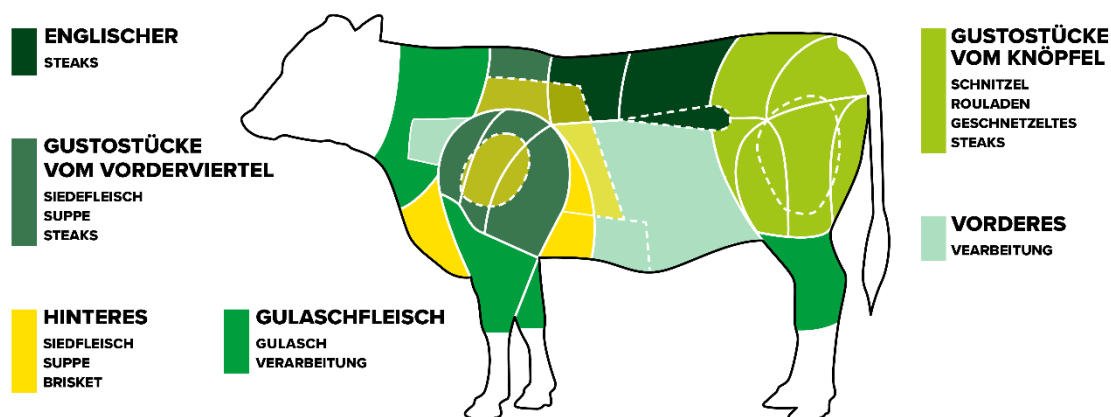 ENGLISCHER
STEAKS
GUSTOSTÜCKE
VOM VORDERVIERTEL
SIEDEFLEISCH
SUPPE
STEAKS
HINTERES
SIEDFLEISCH
SUPPE
BRISKET
GULASCHFLEISCH
GULASCH
VERARBEITUNG
GUSTOSTÜCKE
VOM KNÖPFEL
SCHNITZEL
ROULADEN
GESCHNETZELTES
STEAKS
VORDERES
VEARBEITUNG